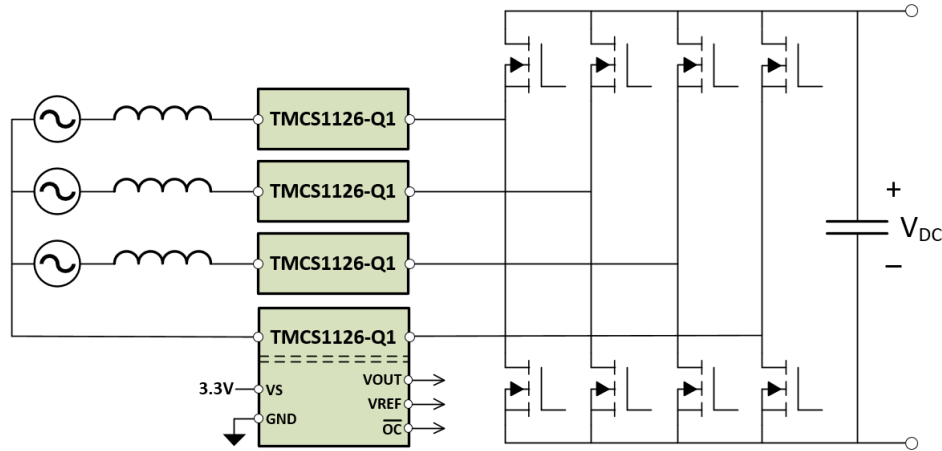 TMCS1126-Q1
TMCS1126-Q1
TMCS1126-Q1
TMCS1126-Q1
3.3V
VS
GND
VOUT
VREF
OC
+
VDC
−